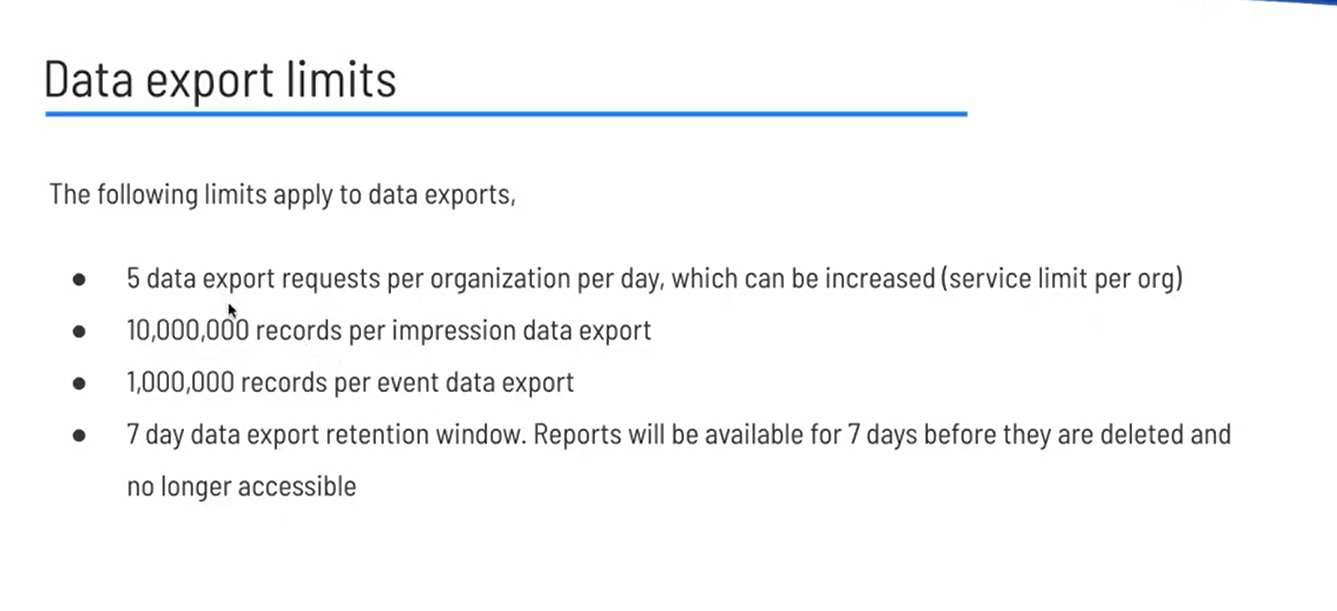 Data export limits
The following limits apply to data exports,
● 5 data export requests per organization per day, which can be increased (service limit per org)
● 10,000,000 records per impression data export
● 1,000,000 records per event data export
● 7 day data export retention window. Reports will be available for 7 days before they are deleted and
no longer accessible